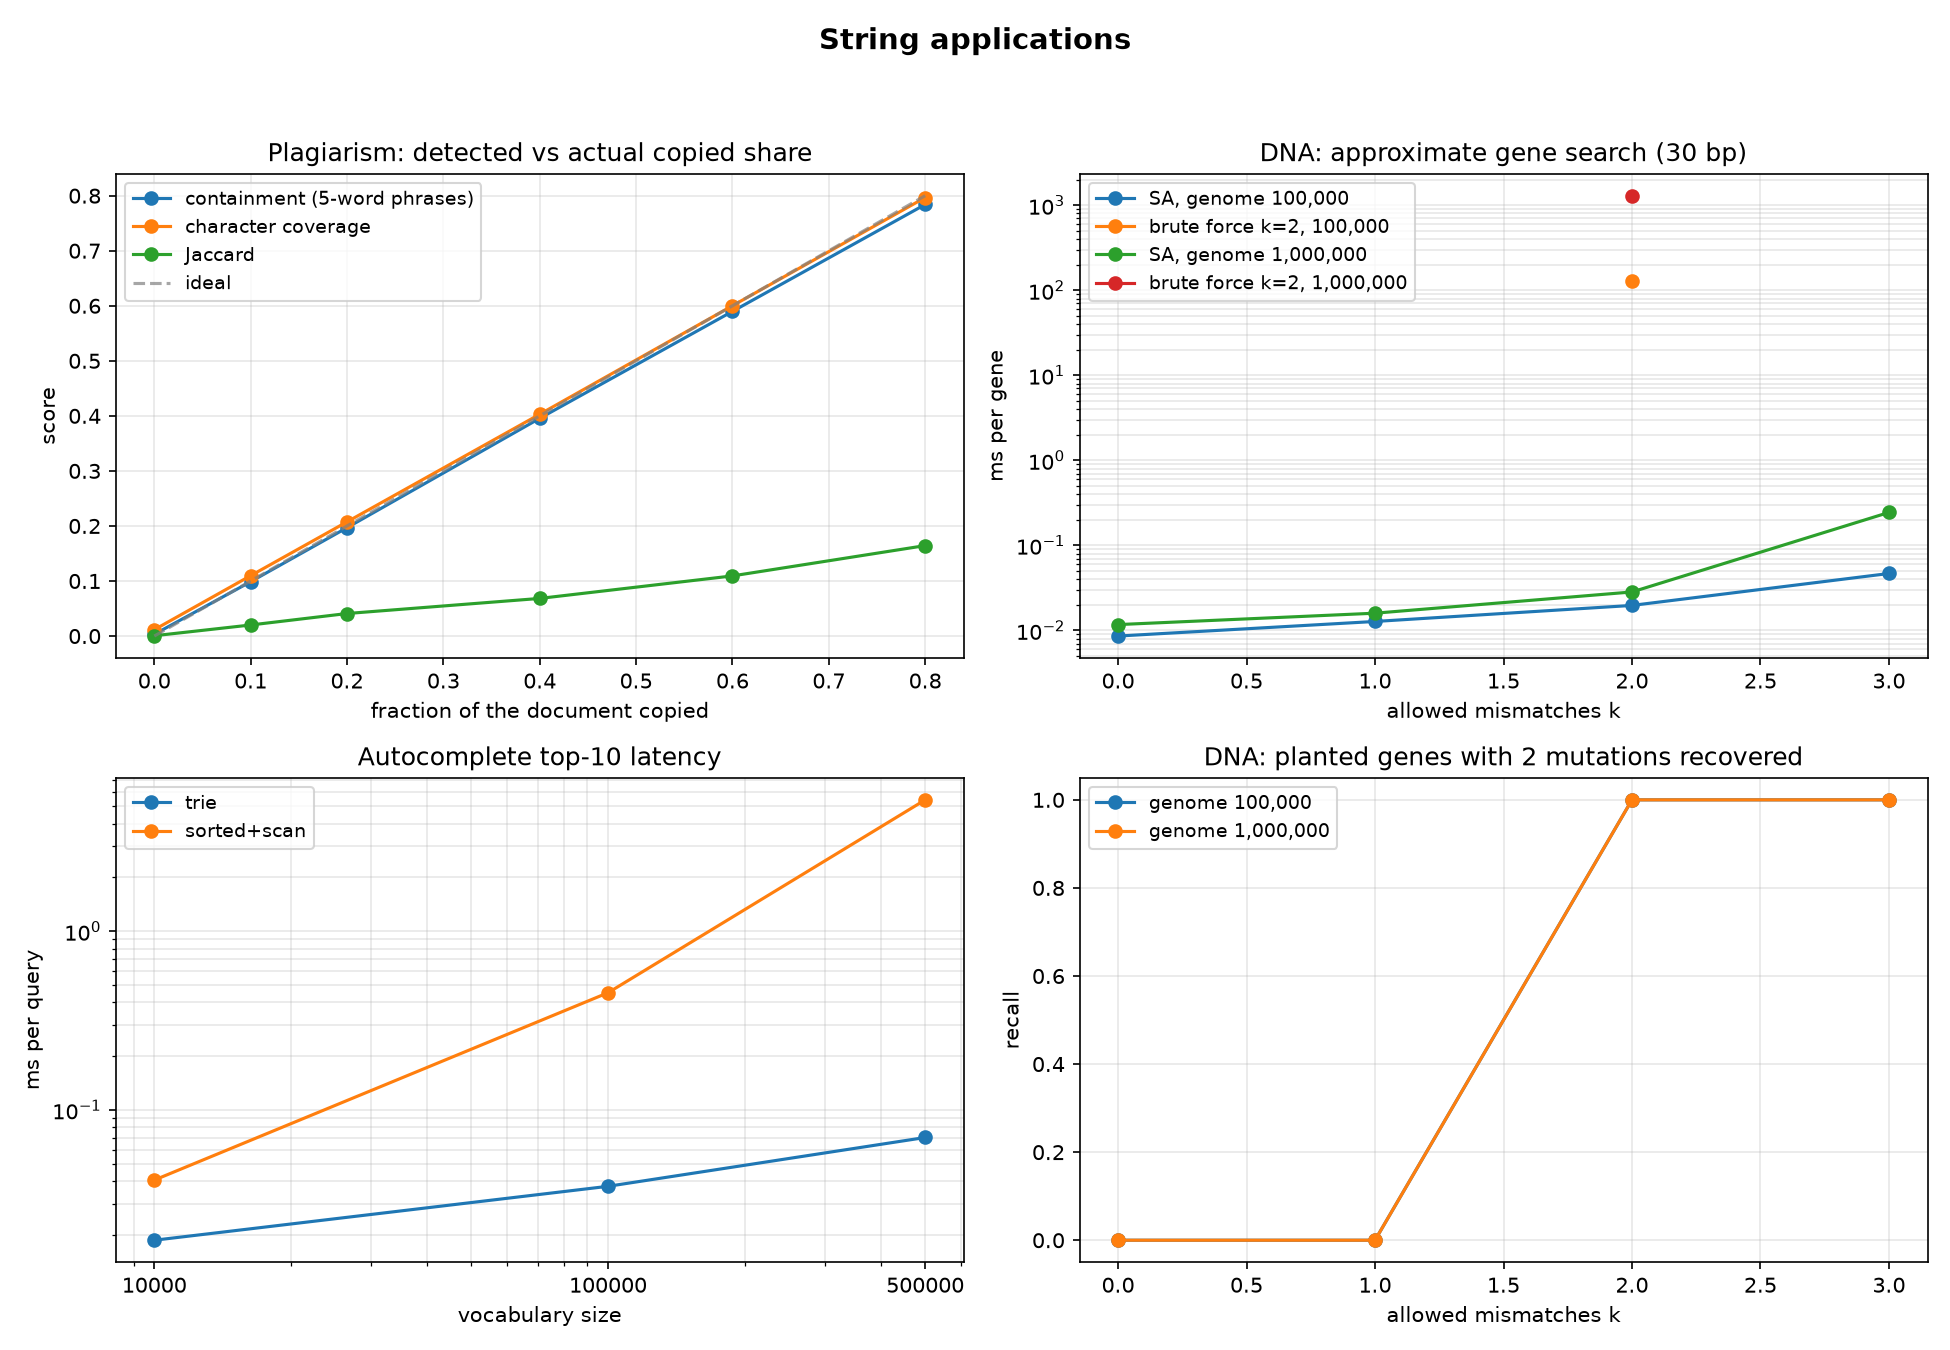 String applications
Plagiarism: detected vs actual copied share
containment (5-word phrases)
character coverage
Jaccard
ideal
score
0.8
0.7
0.6
0.5
0.4
0.3
0.2
0.1
0.0
0.0 0.1 0.2 0.3 0.4 0.5 0.6 0.7 0.8
fraction of the document copied
DNA: approximate gene search (30 bp)
SA, genome 100,000
brute force k=2, 100,000
SA, genome 1,000,000
brute force k=2, 1,000,000
ms per gene
10³
10²
10¹
10⁰
10⁻¹
10⁻²
0.0 0.5 1.0 1.5 2.0 2.5 3.0
allowed mismatches k
Autocomplete top-10 latency
trie
sorted+scan
ms per query
10⁰
10⁻¹
10000 100000 500000
vocabulary size
DNA: planted genes with 2 mutations recovered
genome 100,000
genome 1,000,000
recall
1.0
0.8
0.6
0.4
0.2
0.0
0.0 0.5 1.0 1.5 2.0 2.5 3.0
allowed mismatches k